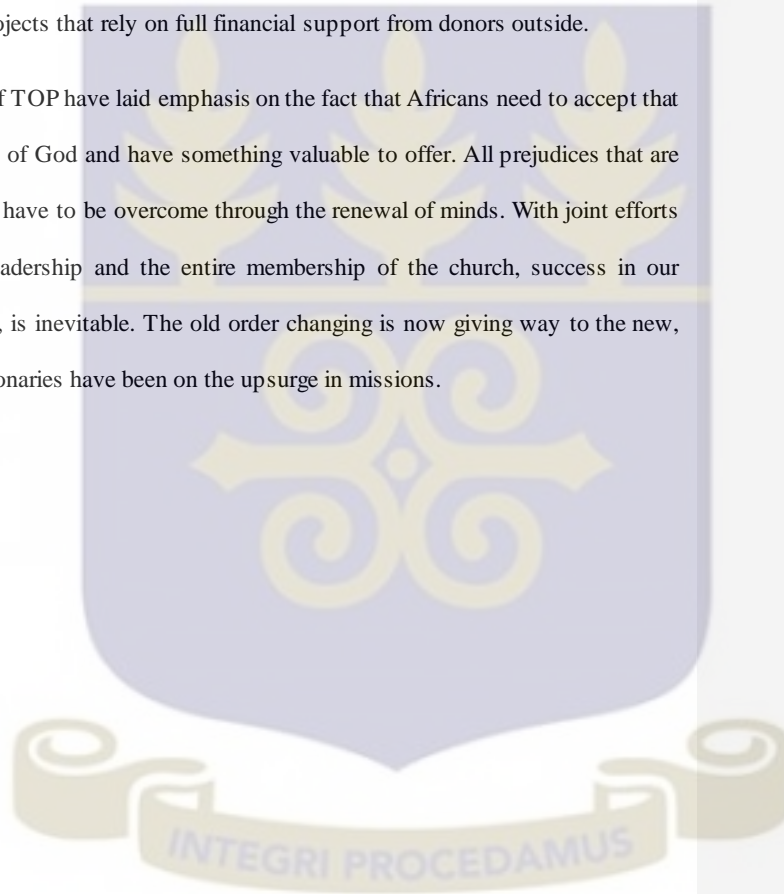 ojects that rely on full financial support from donors outside.
f TOP have laid emphasis on the fact that Africans need to accept that
of God and have something valuable to offer. All prejudices that are
have to be overcome through the renewal of minds. With joint efforts
adership and the entire membership of the church, success in our
, is inevitable. The old order changing is now giving way to the new,
onaries have been on the upsurge in missions.
INTEGRI PROCEDAMUS